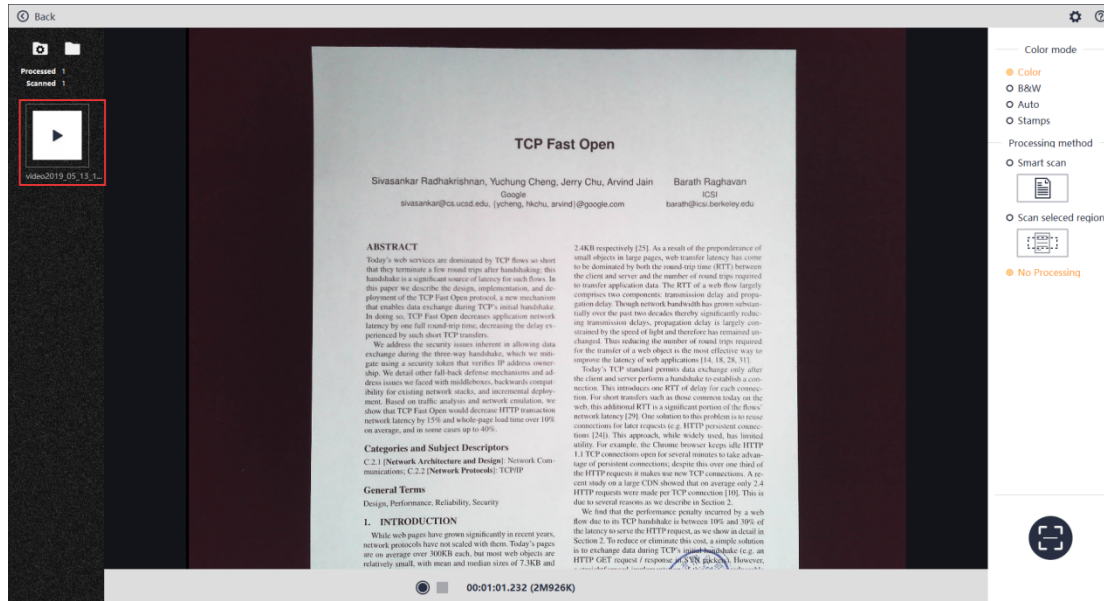 Back
Processed 1
Scanned 1
video2019_05_13_1...
TCP Fast Open
Sivasankar Radhakrishnan, Yuchung Cheng, Jerry Chu, Arvind Jain
Google
sivasankar@cs.ucsd.edu, {ycheng, hkchu, arvind}@google.com
Barath Raghavan
ICSI
barath@icsi.berkeley.edu
ABSTRACT
Today's web services are dominated by TCP flows so short
that they terminate a few round trips after handshaking; this
handshake is a significant source of latency for such flows. In
this paper we describe the design, implementation, and de-
ployment of the TCP Fast Open protocol, a new mechanism
that enables data exchange during TCP's initial handshake.
In doing so, TCP Fast Open decreases application network
latency by one full round-trip time, decreasing the delay ex-
perienced by such short TCP transfers.
We address the security issues inherent in allowing data
exchange during the three-way handshake, which we miti-
gate using a security token that verifies IP address owner-
ship. We detail other fall-back defense mechanisms and ad-
dress issues we faced with middleboxes, backwards compat-
ibility for existing network stacks, and incremental deploy-
ment. Based on traffic analysis and network emulation, we
show that TCP Fast Open would decrease HTTP transaction
network latency by 15% and whole-page load time over 10%
on average, and in some cases up to 40%.
Categories and Subject Descriptors
C.2.1 [Network Architecture and Design]: Network Com-
munications; C.2.2 [Network Protocols]: TCP/IP
General Terms
Design, Performance, Reliability, Security
1. INTRODUCTION
While web pages have grown significantly in recent years,
network protocols have not scaled with them. Today's pages
are on average over 300KB each, but most web objects are
relatively small, with mean and median sizes of 7.3KB and
2.4KB respectively [25]. As a result of the preponderance of
small objects in large pages, web transfer latency has come
to be dominated by both the round-trip time (RTT) between
the client and server and the number of round trips required
to transfer application data. The RTT of a web flow largely
comprises two components: transmission delay and propa-
gation delay. Though network bandwidth has grown substan-
tially over the past two decades thereby significantly reduc-
ing transmission delays, propagation delay is largely con-
strained by the speed of light and therefore has remained un-
changed. Thus reducing the number of round trips required
for the transfer of a web object is the most effective way to
improve the latency of web applications [14, 18, 28, 31].
Today's TCP standard permits data exchange only after
the client and server perform a handshake to establish a con-
nection. This introduces one RTT of delay for each connec-
tion. For short transfers such as those common today on the
web, this additional RTT is a significant portion of the flows'
network latency [29]. One solution to this problem is to reuse
connections for later requests (e.g. HTTP persistent connec-
tions [24]). This approach, while widely used, has limited
utility. For example, the Chrome browser keeps idle HTTP
1.1 TCP connections open for several minutes to take advan-
tage of persistent connections; despite this over one third of
the HTTP requests it makes use new TCP connections. A re-
cent study on a large CDN showed that on average only 2.4
HTTP requests were made per TCP connection [10]. This is
due to several reasons as we describe in Section 2.
We find that the performance penalty incurred by a web
flow due to its TCP handshake is between 10% and 30% of
the latency to serve the HTTP request, as we show in detail in
Section 2. To reduce or eliminate this cost, a simple solution
is to exchange data during TCP's initial handshake (e.g. an
HTTP GET request / response in SYN packets). However,
00:01:01.232 (2M926K)
Color mode
Color
B&W
Auto
Stamps
Processing method
Smart scan
Scan seleced region
No Processing